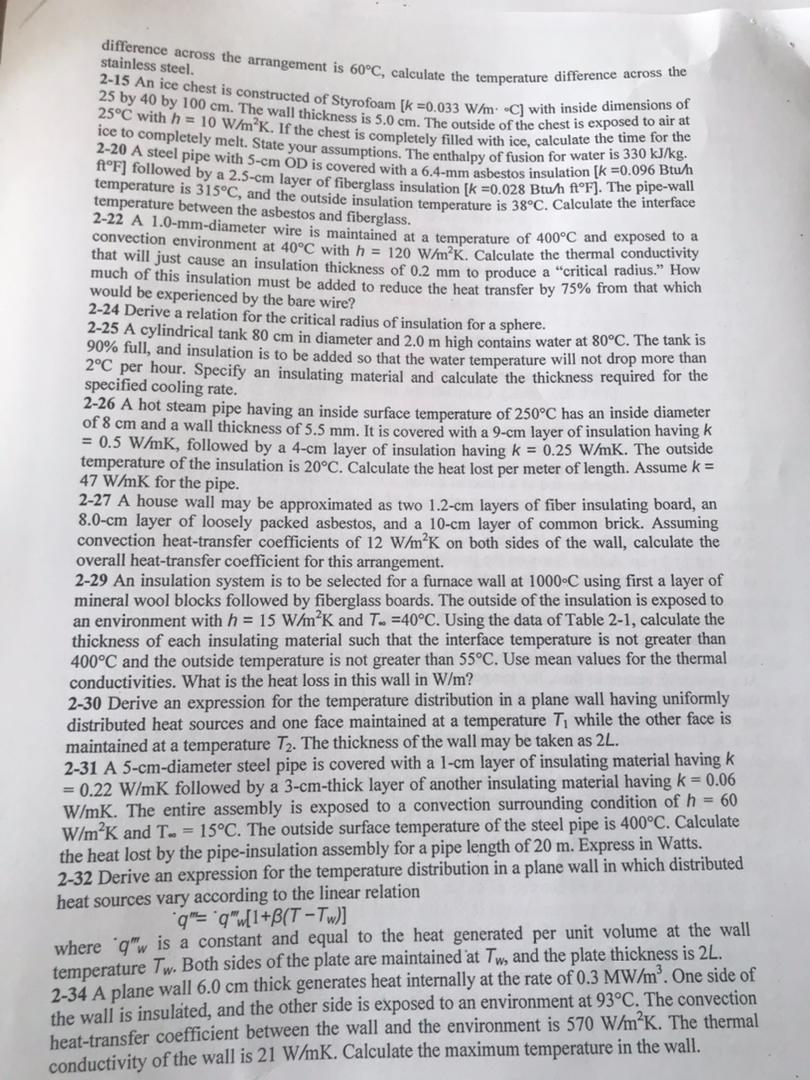 difference across the arrangement is 60°C, calculate the temperature difference across the
stainless steel.
2-15 An ice chest is constructed of Styrofoam [k =0.033 W/m· ◦C] with inside dimensions of
25 by 40 by 100 cm. The wall thickness is 5.0 cm. The outside of the chest is exposed to air at
25°C with h = 10 W/m²K. If the chest is completely filled with ice, calculate the time for the
ice to completely melt. State your assumptions. The enthalpy of fusion for water is 330 kJ/kg.
2-20 A steel pipe with 5-cm OD is covered with a 6.4-mm asbestos insulation [k =0.096 Btu/h
ft°F] followed by a 2.5-cm layer of fiberglass insulation [k =0.028 Btu/h ft°F]. The pipe-wall
temperature is 315°C, and the outside insulation temperature is 38°C. Calculate the interface
temperature between the asbestos and fiberglass.
2-22 A 1.0-mm-diameter wire is maintained at a temperature of 400°C and exposed to a
convection environment at 40°C with h = 120 W/m²K. Calculate the thermal conductivity
that will just cause an insulation thickness of 0.2 mm to produce a “critical radius.” How
much of this insulation must be added to reduce the heat transfer by 75% from that which
would be experienced by the bare wire?
2-24 Derive a relation for the critical radius of insulation for a sphere.
2-25 A cylindrical tank 80 cm in diameter and 2.0 m high contains water at 80°C. The tank is
90% full, and insulation is to be added so that the water temperature will not drop more than
2°C per hour. Specify an insulating material and calculate the thickness required for the
specified cooling rate.
2-26 A hot steam pipe having an inside surface temperature of 250°C has an inside diameter
of 8 cm and a wall thickness of 5.5 mm. It is covered with a 9-cm layer of insulation having k
= 0.5 W/mK, followed by a 4-cm layer of insulation having k = 0.25 W/mK. The outside
temperature of the insulation is 20°C. Calculate the heat lost per meter of length. Assume k =
47 W/mK for the pipe.
2-27 A house wall may be approximated as two 1.2-cm layers of fiber insulating board, an
8.0-cm layer of loosely packed asbestos, and a 10-cm layer of common brick. Assuming
convection heat-transfer coefficients of 12 W/m²K on both sides of the wall, calculate the
overall heat-transfer coefficient for this arrangement.
2-29 An insulation system is to be selected for a furnace wall at 1000◦C using first a layer of
mineral wool blocks followed by fiberglass boards. The outside of the insulation is exposed to
an environment with h = 15 W/m²K and T∞ =40°C. Using the data of Table 2-1, calculate the
thickness of each insulating material such that the interface temperature is not greater than
400°C and the outside temperature is not greater than 55°C. Use mean values for the thermal
conductivities. What is the heat loss in this wall in W/m?
2-30 Derive an expression for the temperature distribution in a plane wall having uniformly
distributed heat sources and one face maintained at a temperature T₁ while the other face is
maintained at a temperature T₂. The thickness of the wall may be taken as 2L.
2-31 A 5-cm-diameter steel pipe is covered with a 1-cm layer of insulating material having k
= 0.22 W/mK followed by a 3-cm-thick layer of another insulating material having k = 0.06
W/mK. The entire assembly is exposed to a convection surrounding condition of h = 60
W/m²K and T∞ = 15°C. The outside surface temperature of the steel pipe is 400°C. Calculate
the heat lost by the pipe-insulation assembly for a pipe length of 20 m. Express in Watts.
2-32 Derive an expression for the temperature distribution in a plane wall in which distributed
heat sources vary according to the linear relation
˙q‴= ˙q‴w[1+β(T −Tw)]
where ˙q‴w is a constant and equal to the heat generated per unit volume at the wall
temperature Tw. Both sides of the plate are maintained at Tw, and the plate thickness is 2L.
2-34 A plane wall 6.0 cm thick generates heat internally at the rate of 0.3 MW/m³. One side of
the wall is insulated, and the other side is exposed to an environment at 93°C. The convection
heat-transfer coefficient between the wall and the environment is 570 W/m²K. The thermal
conductivity of the wall is 21 W/mK. Calculate the maximum temperature in the wall.